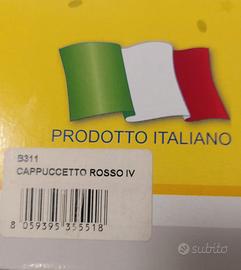 PRODOTTO ITALIANO
B311
CAPPUCCETTO ROSSO IV
8 059395 355518
subito